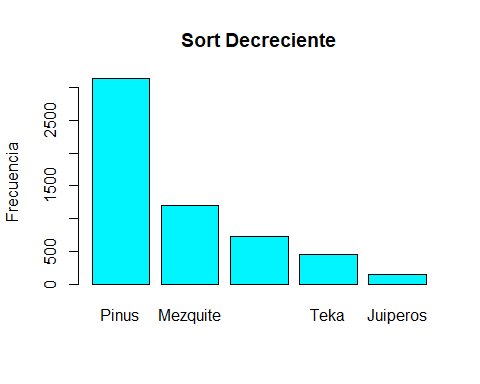 Sort Decreciente
Frecuencia
2500
1500
500
0
Pinus Mezquite Teka Juiperos